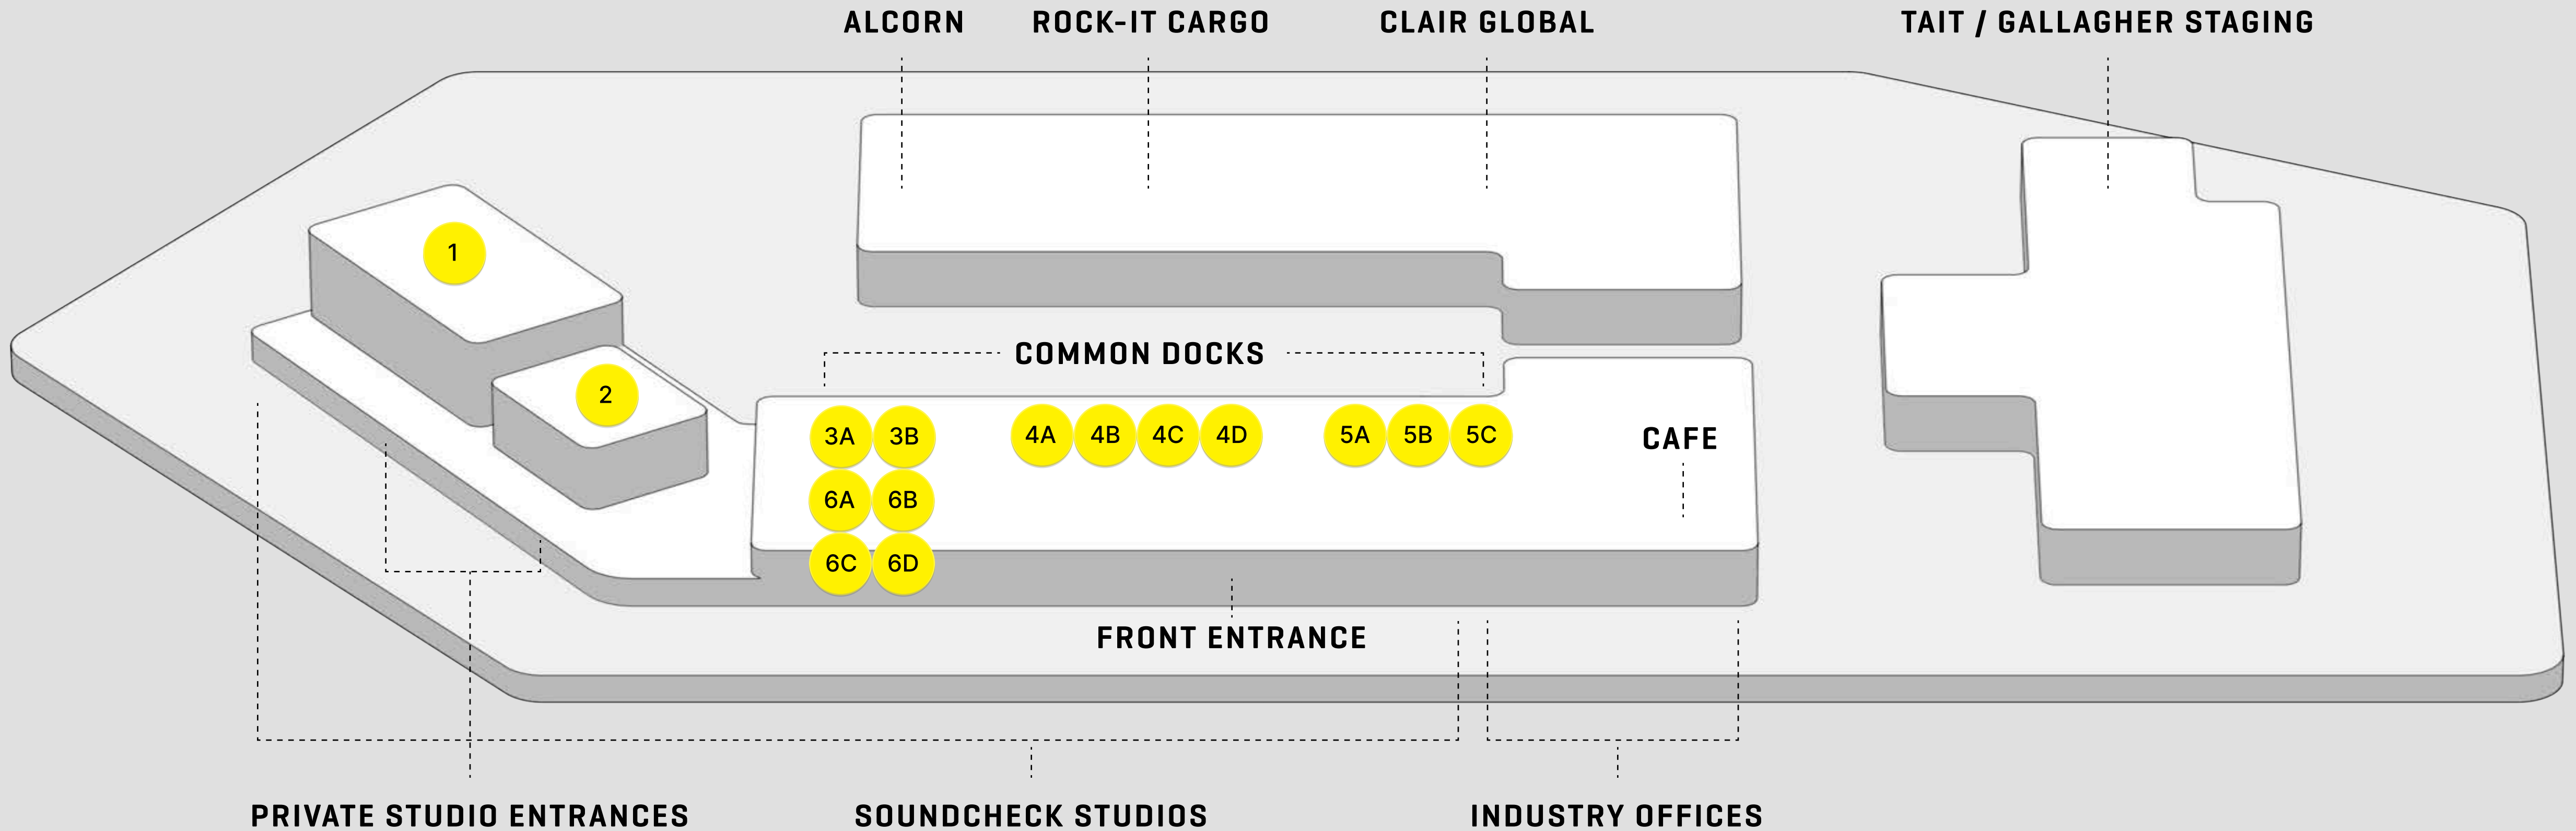 ALCORN
ROCK-IT CARGO
CLAIR GLOBAL
TAIT / GALLAGHER STAGING
1
2
COMMON DOCKS
3A 3B
4A 4B 4C 4D
5A 5B 5C
CAFE
6A 6B
6C 6D
FRONT ENTRANCE
PRIVATE STUDIO ENTRANCES
SOUNDCHECK STUDIOS
INDUSTRY OFFICES